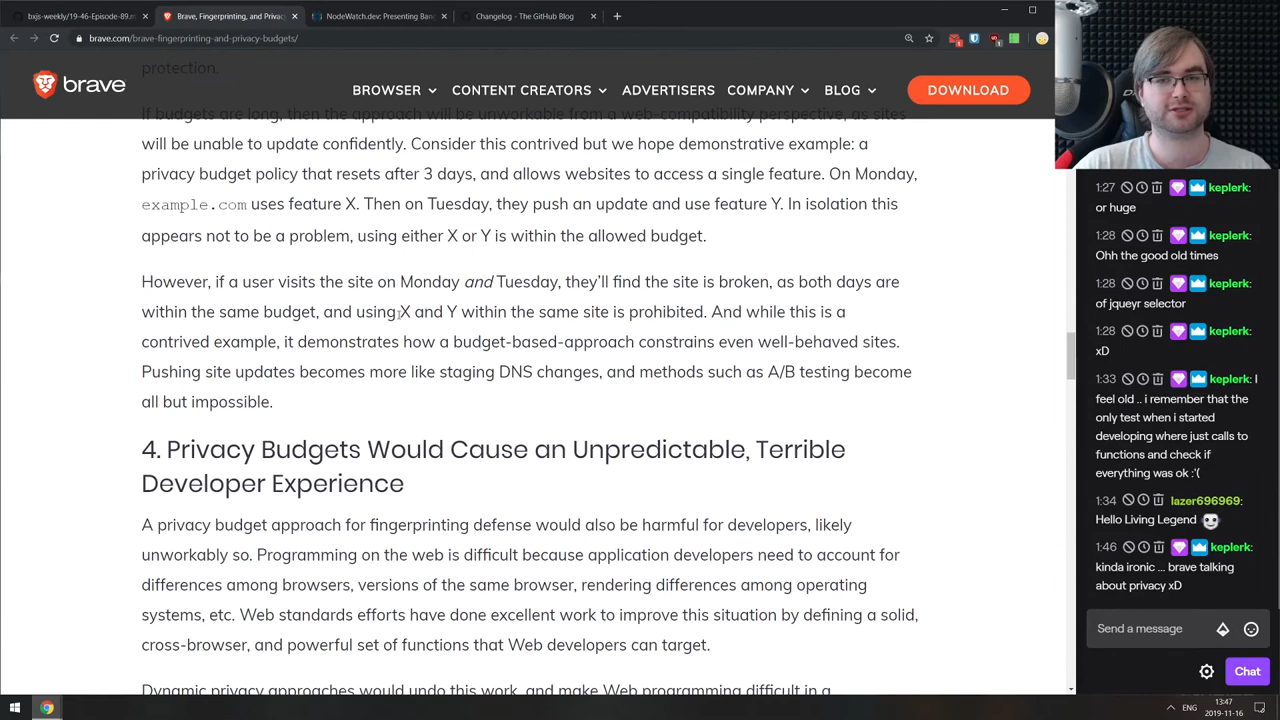 bxjs-weekly/19-46-Episode-89.m
Brave, Fingerprinting, and Privac
NodeWatch.dev: Presenting Ban
Changelog - The GitHub Blog
brave.com/brave-fingerprinting-and-privacy-budgets/
brave
BROWSER
CONTENT CREATORS
ADVERTISERS
COMPANY
BLOG
DOWNLOAD
protection.
If budgets are long, then the approach will be from a web-compatibility perspective, as sites
will be unable to update confidently. Consider this contrived but we hope demonstrative example: a
privacy budget policy that resets after 3 days, and allows websites to access a single feature. On Monday,
example.com uses feature X. Then on Tuesday, they push an update and use feature Y. In isolation this
appears not to be a problem, using either X or Y is within the allowed budget.
However, if a user visits the site on Monday and Tuesday, they'll find the site is broken, as both days are
within the same budget, and using X and Y within the same site is prohibited. And while this is a
contrived example, it demonstrates how a budget-based-approach constrains even well-behaved sites.
Pushing site updates becomes more like staging DNS changes, and methods such as A/B testing become
all but impossible.
4. Privacy Budgets Would Cause an Unpredictable, Terrible
Developer Experience
A privacy budget approach for fingerprinting defense would also be harmful for developers, likely
unworkably so. Programming on the web is difficult because application developers need to account for
differences among browsers, versions of the same browser, rendering differences among operating
systems, etc. Web standards efforts have done excellent work to improve this situation by defining a solid,
cross-browser, and powerful set of functions that Web developers can target.
Dynamic privacy approaches would undo this work, and make Web programming difficult in a
1:27 keplerk:
or huge
1:28 keplerk:
Ohh the good old times
1:28 keplerk:
of jqueyr selector
1:28 keplerk:
xD
1:33 keplerk: I
feel old .. i remember that the
only test when i started
developing where just calls to
functions and check if
everything was ok :'(
1:34 lazer696969:
Hello Living Legend
1:46 keplerk:
kinda ironic ... brave talking
about privacy xD
Send a message
Chat
ENG
13:47
2019-11-16